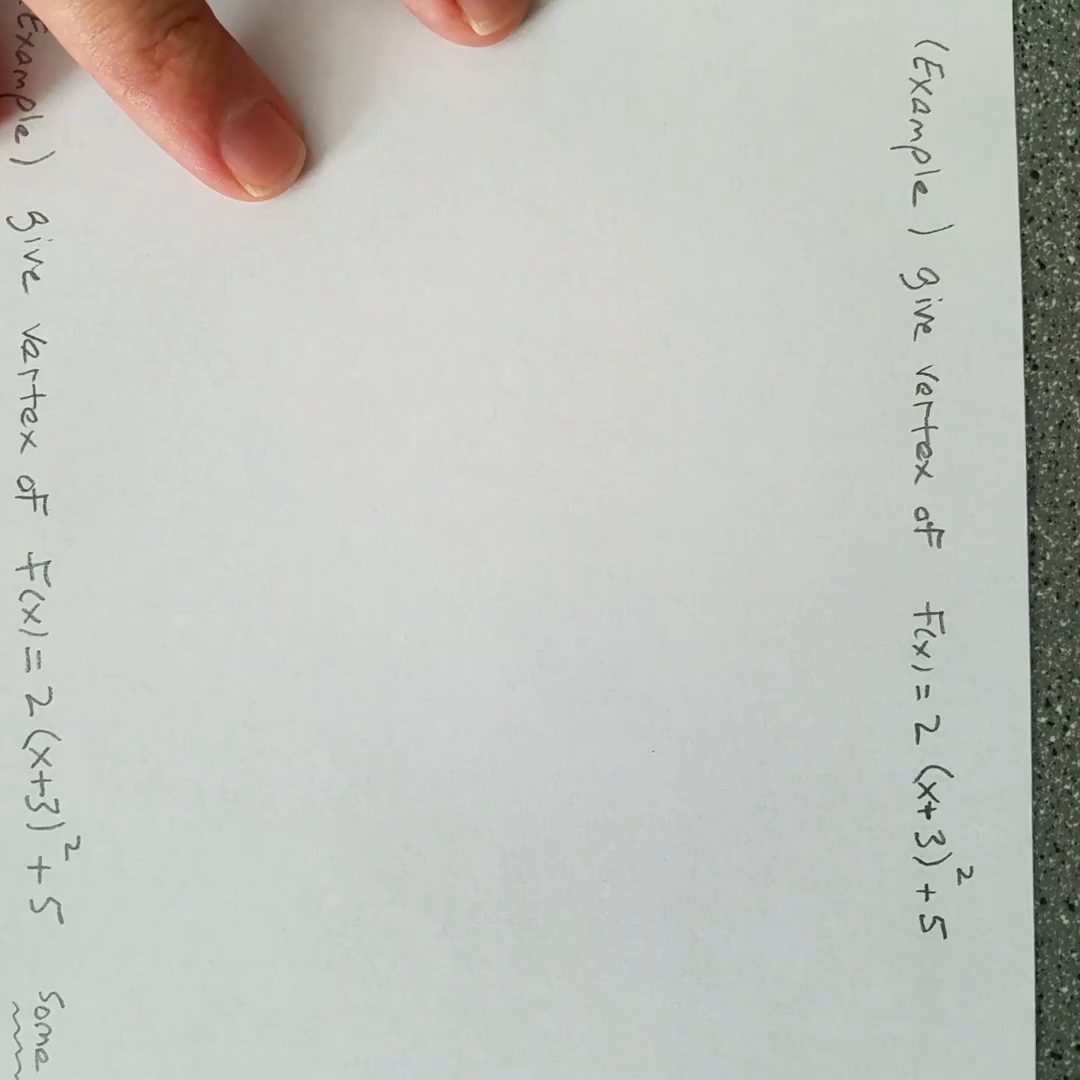 (Example) give vertex of f(x) = 2 (x+3)² + 5
(Example) give vertex of f(x) = 2 (x+3)² + 5 Some